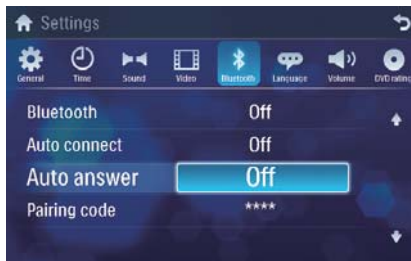 Settings
General Time Sound Video Bluetooth Language Volume DVD rating
Bluetooth Off
Auto connect Off
Auto answer Off
Pairing code ****